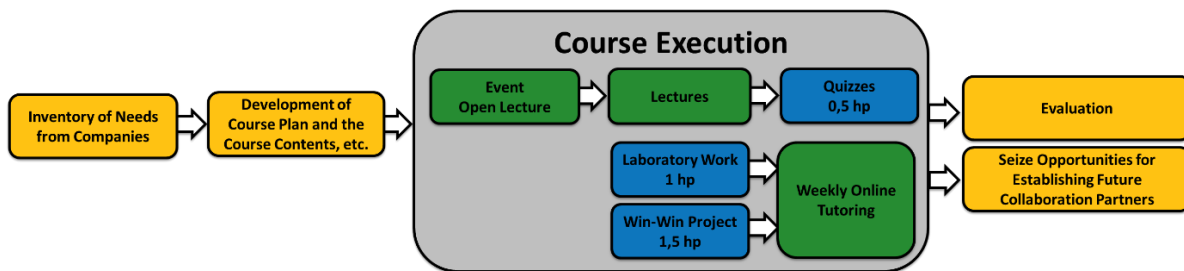 Course Execution
Inventory of Needs
from Companies
Development of
Course Plan and the
Course Contents, etc.
Event
Open Lecture
Lectures
Quizzes
0,5 hp
Laboratory Work
1 hp
Win-Win Project
1,5 hp
Weekly Online
Tutoring
Evaluation
Seize Opportunities for
Establishing Future
Collaboration Partners